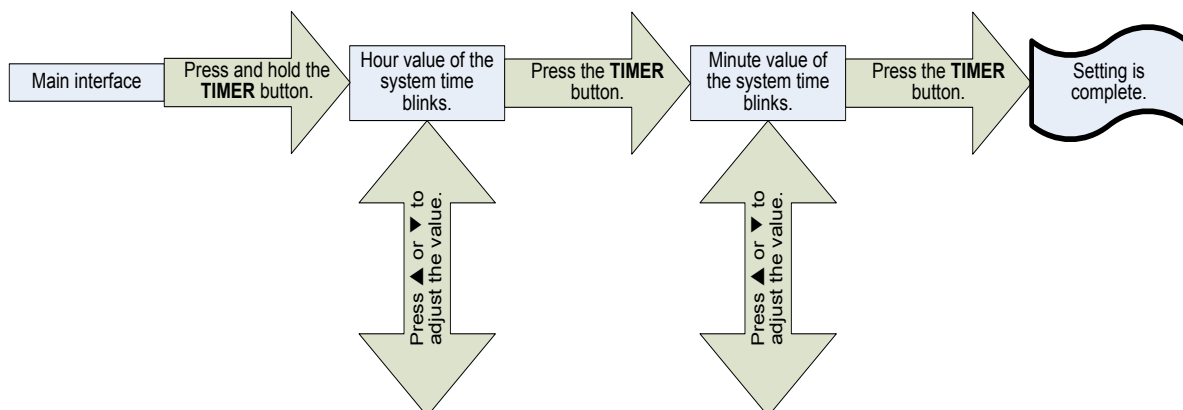 Main interface
Press and hold the
TIMER button.
Hour value of the
system time
blinks.
Press the TIMER
button.
Minute value of
the system time
blinks.
Press the TIMER
button.
Setting is
complete.
Press ▲ or ▼ to
adjust the value.
Press ▲ or ▼ to
adjust the value.